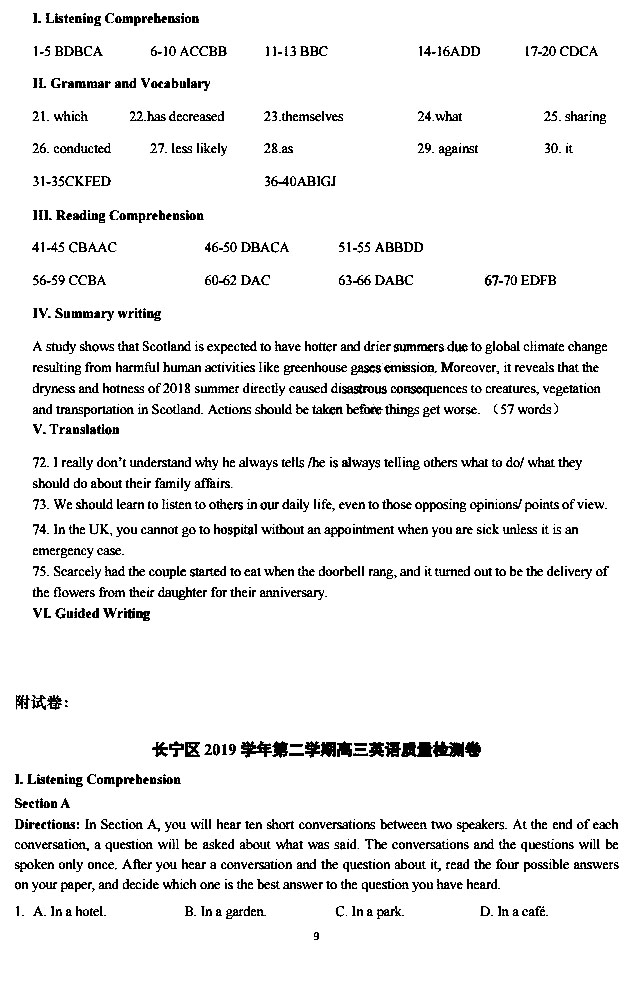 I. Listening Comprehension
1-5 BDBCA 6-10 ACCBB 11-13 BBC 14-16ADD 17-20 CDCA
II. Grammar and Vocabulary
21. which 22.has decreased 23.themselves 24.what 25. sharing
26. conducted 27. less likely 28.as 29. against 30. it
31-35CKFED 36-40ABIGJ
III. Reading Comprehension
41-45 CBAAC 46-50 DBACA 51-55 ABBDD
56-59 CCBA 60-62 DAC 63-66 DABC 67-70 EDFB
IV. Summary writing
A study shows that Scotland is expected to have hotter and drier summers due to global climate change
resulting from harmful human activities like greenhouse gases emission. Moreover, it reveals that the
dryness and hotness of 2018 summer directly caused disastrous consequences to creatures, vegetation
and transportation in Scotland. Actions should be taken before things get worse. （57 words）
V. Translation
72. I really don’t understand why he always tells /he is always telling others what to do/ what they
should do about their family affairs.
73. We should learn to listen to others in our daily life, even to those opposing opinions/ points of view.
74. In the UK, you cannot go to hospital without an appointment when you are sick unless it is an
emergency case.
75. Scarcely had the couple started to eat when the doorbell rang, and it turned out to be the delivery of
the flowers from their daughter for their anniversary.
VI. Guided Writing
附试卷：
长宁区 2019 学年第二学期高三英语质量检测卷
I. Listening Comprehension
Section A
Directions: In Section A, you will hear ten short conversations between two speakers. At the end of each
conversation, a question will be asked about what was said. The conversations and the questions will be
spoken only once. After you hear a conversation and the question about it, read the four possible answers
on your paper, and decide which one is the best answer to the question you have heard.
1. A. In a hotel. B. In a garden. C. In a park. D. In a café.
9